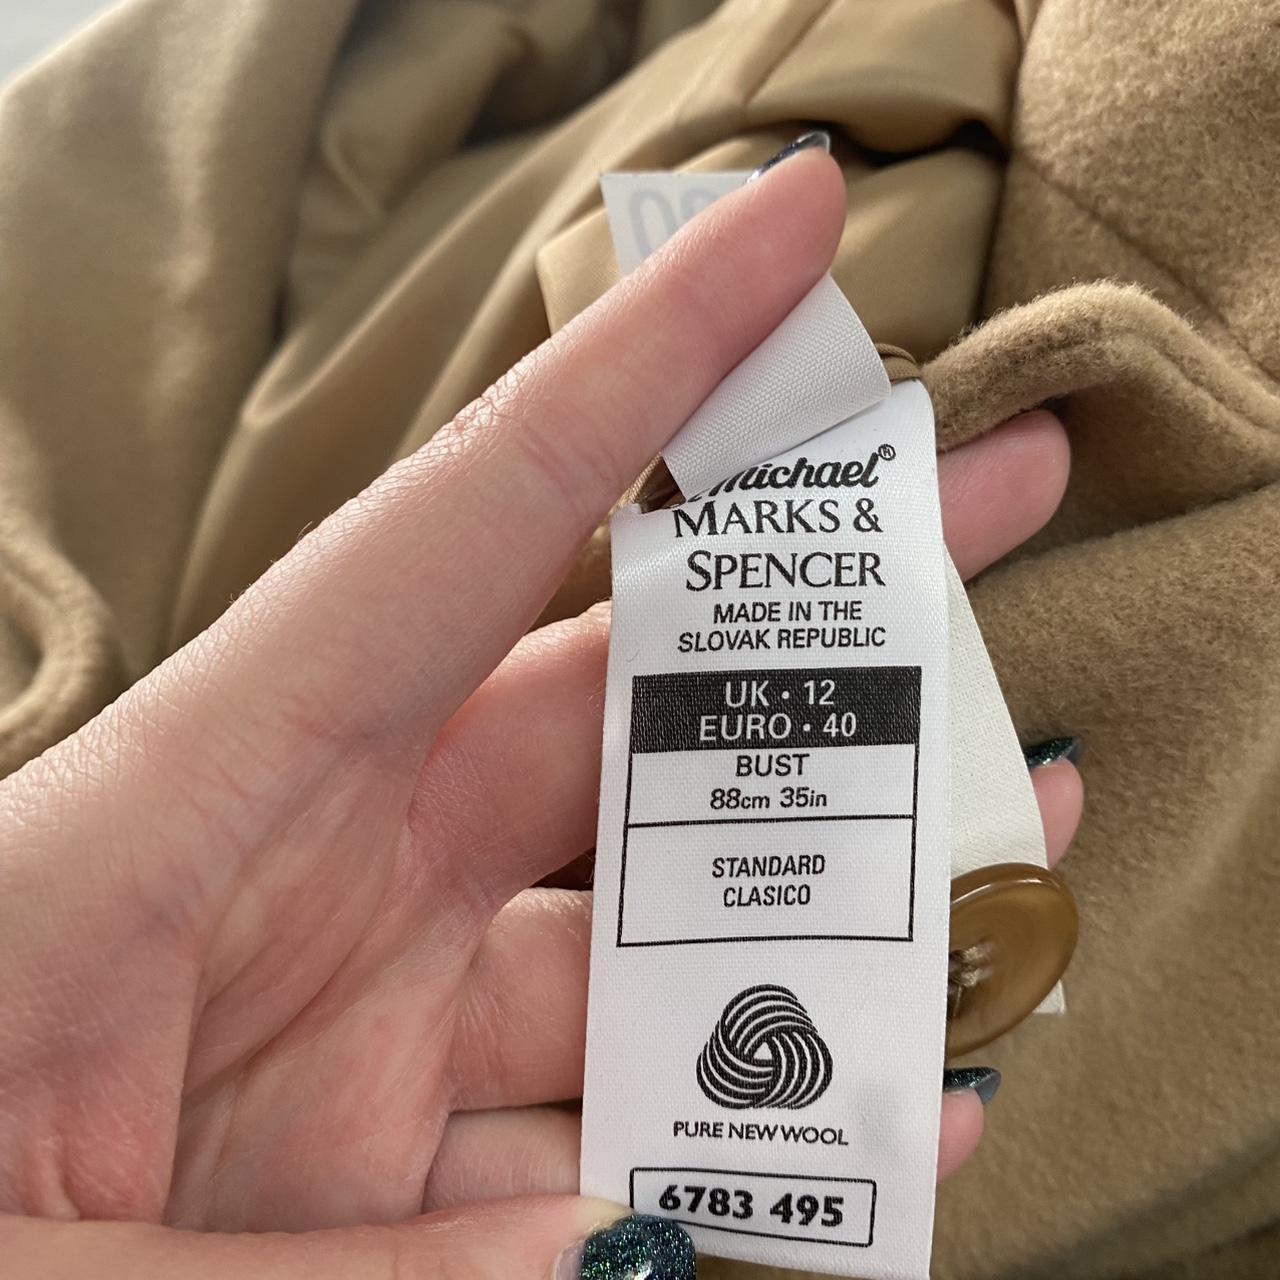 Michael®
MARKS &
SPENCER
MADE IN THE
SLOVAK REPUBLIC
UK · 12
EURO · 40
BUST
88cm 35in
STANDARD
CLASICO
PURE NEW WOOL
6783 495